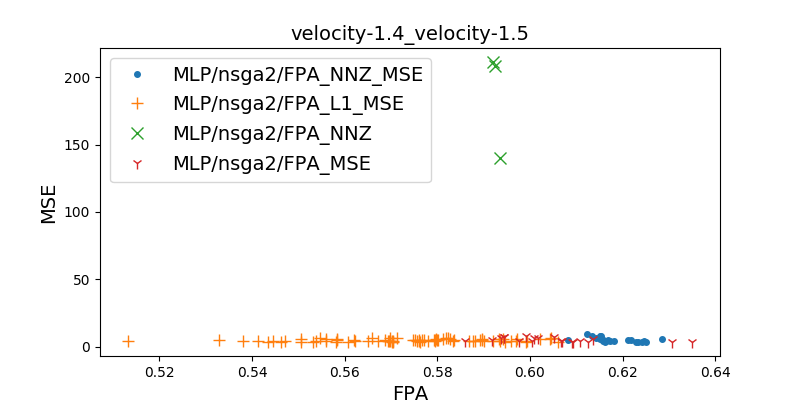 velocity-1.4_velocity-1.5
MLP/nsga2/FPA_NNZ_MSE
MLP/nsga2/FPA_L1_MSE
MLP/nsga2/FPA_NNZ
MLP/nsga2/FPA_MSE
MSE
200
150
100
50
0
0.52 0.54 0.56 0.58 0.60 0.62 0.64
FPA